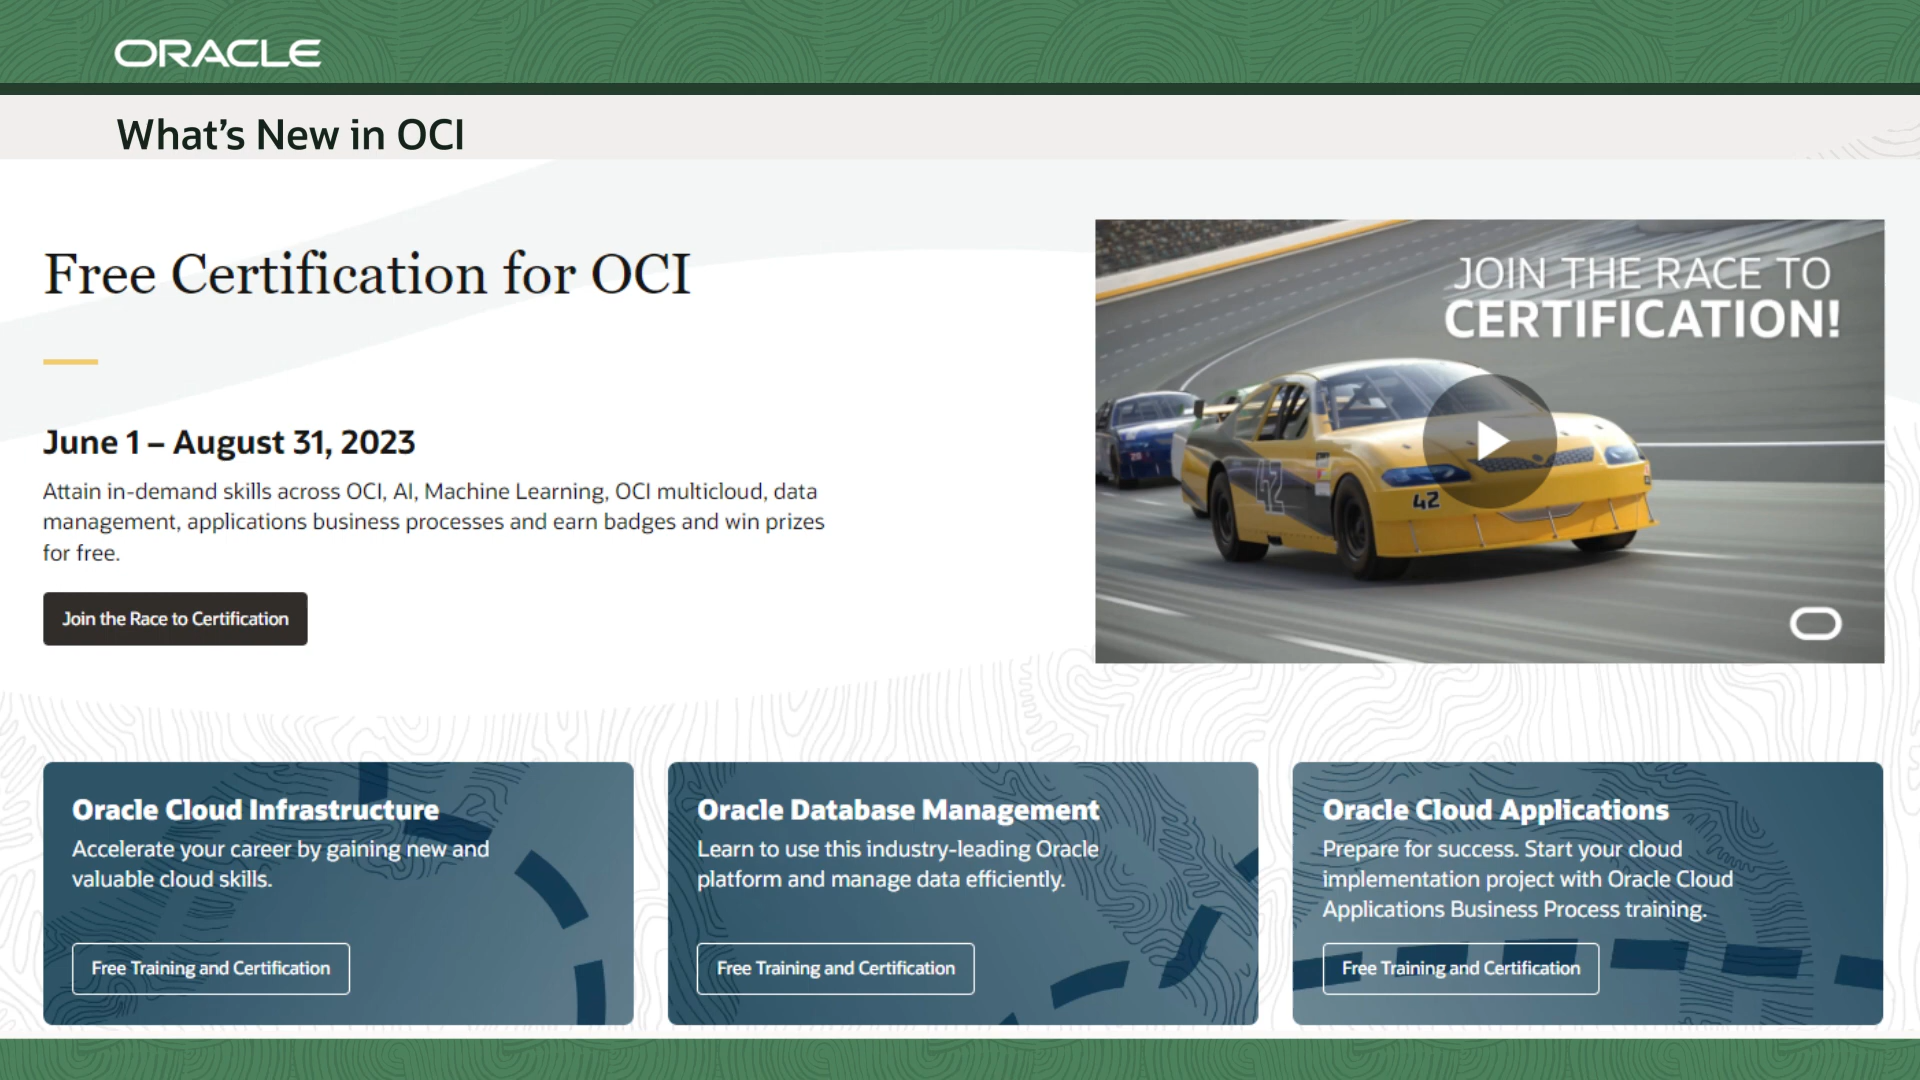 ORACLE
What's New in OCI
Free Certification for OCI
June 1 – August 31, 2023
Attain in-demand skills across OCI, AI, Machine Learning, OCI multicloud, data
management, applications business processes and earn badges and win prizes
for free.
Join the Race to Certification
JOIN THE RACE TO
CERTIFICATION!
42
42
Oracle Cloud Infrastructure
Accelerate your career by gaining new and
valuable cloud skills.
Free Training and Certification
Oracle Database Management
Learn to use this industry-leading Oracle
platform and manage data efficiently.
Free Training and Certification
Oracle Cloud Applications
Prepare for success. Start your cloud
implementation project with Oracle Cloud
Applications Business Process training.
Free Training and Certification